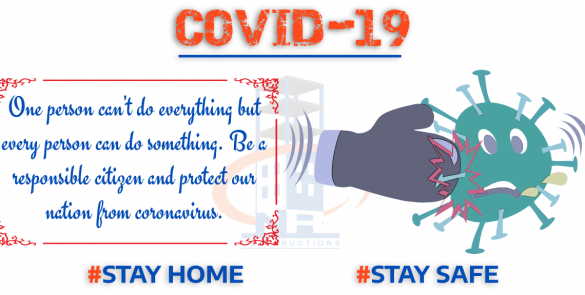 COVID-19
One person can't do everything but
every person can do something. Be a
responsible citizen and protect our
nation from coronavirus.
#STAY HOME
#STAY SAFE